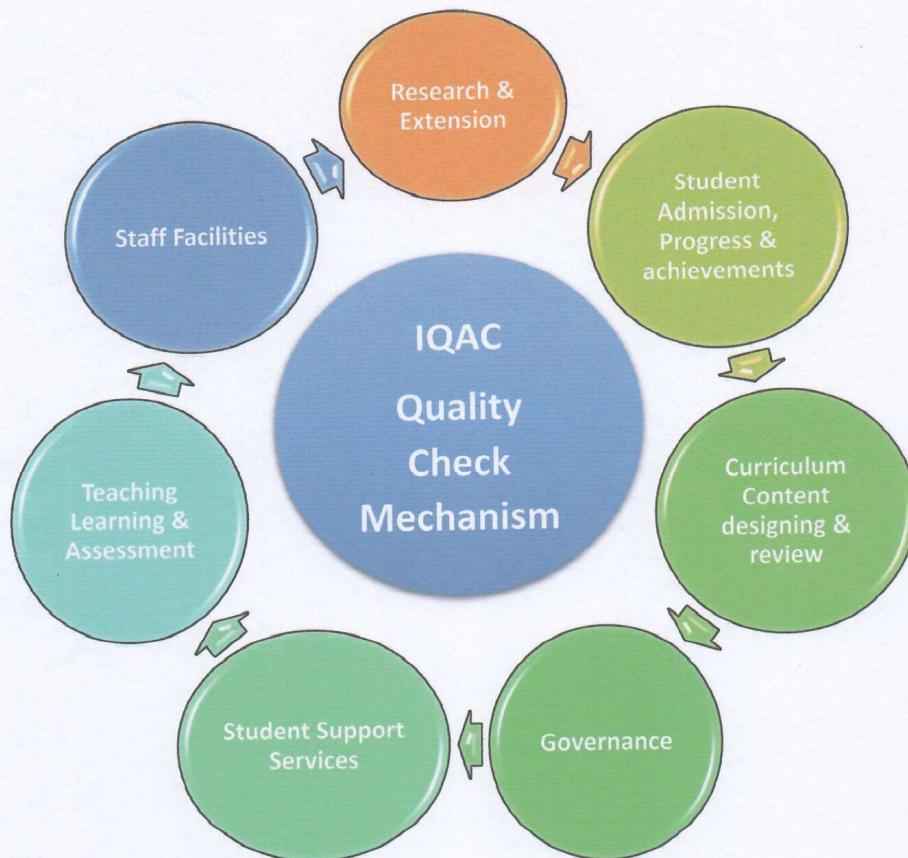 Research &
Extension
Student
Admission,
Progress &
achievements
Curriculum
Content
designing &
review
Governance
Student Support
Services
Teaching
Learning &
Assessment
Staff Facilities
IQAC
Quality
Check
Mechanism